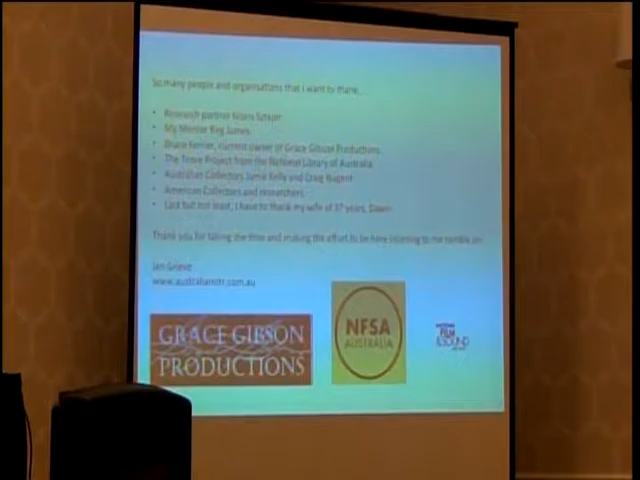 So many people and organisations that I want to thank...
Research partner
My Mentor Reg James.
Bruce Ferrier, current owner of Grace Gibson Productions.
The Trove Project from the National Library of Australia.
Australian Collectors Jamie Kelly and Craig Nugent
American Collectors and researchers.
Last but not least, I have to thank my wife of 37 years, Dawn
Thank you for taking the time and making the effort to be here listening to me ramble on.
Ian Grieve
www.australianotr.com.au
GRACE GIBSON
PRODUCTIONS
NFSA
AUSTRALIA
FILM
&SOUND